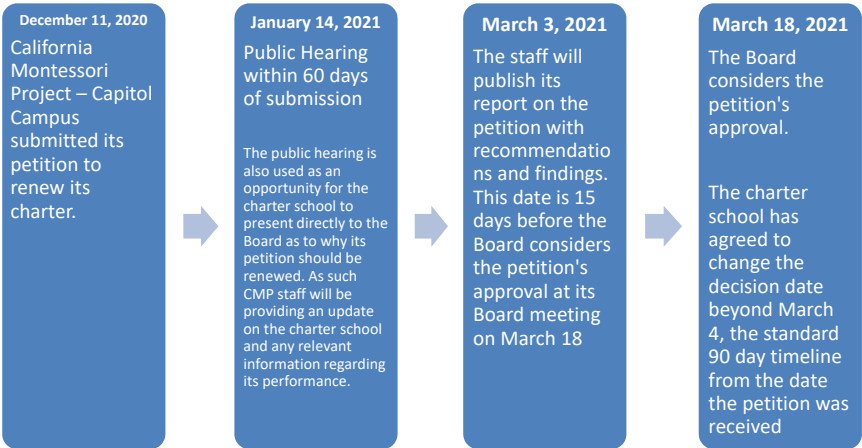 December 11, 2020
California
Montessori
Project – Capitol
Campus
submitted its
petition to
renew its
charter.
January 14, 2021
Public Hearing
within 60 days
of submission
The public hearing is
also used as an
opportunity for the
charter school to
present directly to the
Board as to why its
petition should be
renewed. As such
CMP staff will be
providing an update
on the charter school
and any relevant
information regarding
its performance.
March 3, 2021
The staff will
publish its
report on the
petition with
recommendatio
ns and findings.
This date is 15
days before the
Board considers
the petition's
approval at its
Board meeting
on March 18
March 18, 2021
The Board
considers the
petition's
approval.
The charter
school has
agreed to
change the
decision date
beyond March
4, the standard
90 day timeline
from the date
the petition was
received